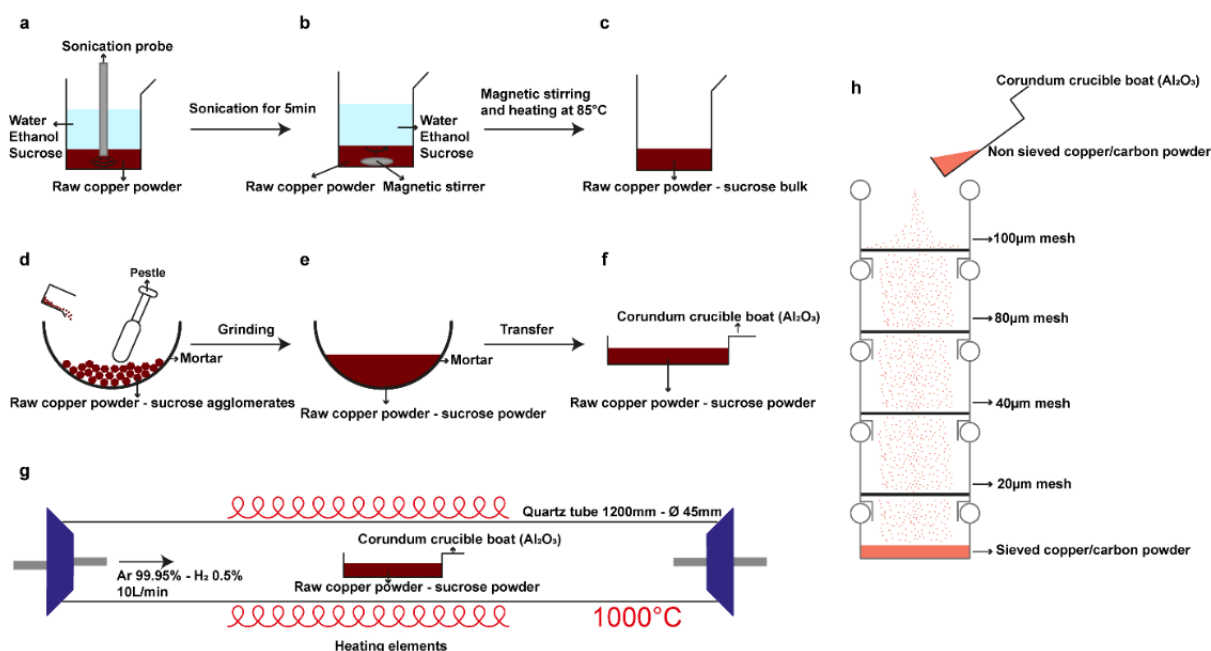 a
Sonication probe
Water
Ethanol
Sucrose
Raw copper powder
Sonication for 5min
b
Water
Ethanol
Sucrose
Raw copper powder
Magnetic stirrer
Magnetic stirring
and heating at 85°C
c
Raw copper powder - sucrose bulk
d
Pestle
Mortar
Raw copper powder - sucrose agglomerates
Grinding
e
Mortar
Raw copper powder - sucrose powder
Transfer
f
Corundum crucible boat (Al₂O₃)
Raw copper powder - sucrose powder
g
Quartz tube 1200mm - Ø 45mm
Corundum crucible boat (Al₂O₃)
Ar 99.95% - H₂ 0.5%
10L/min
Raw copper powder - sucrose powder
1000°C
Heating elements
h
Corundum crucible boat (Al₂O₃)
Non sieved copper/carbon powder
100µm mesh
80µm mesh
40µm mesh
20µm mesh
Sieved copper/carbon powder